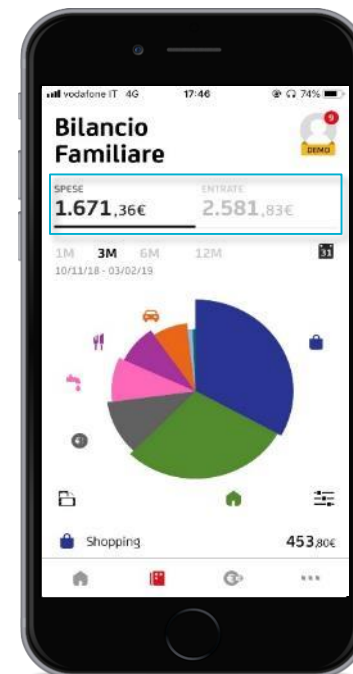 vodafone IT 4G 17:46 74%
Bilancio
Familiare
9
DEMO
SPESE ENTRATE
1.671,36€ 2.581,83€
1M 3M 6M 12M
31
10/11/18 - 03/02/19
Shopping 453,80€